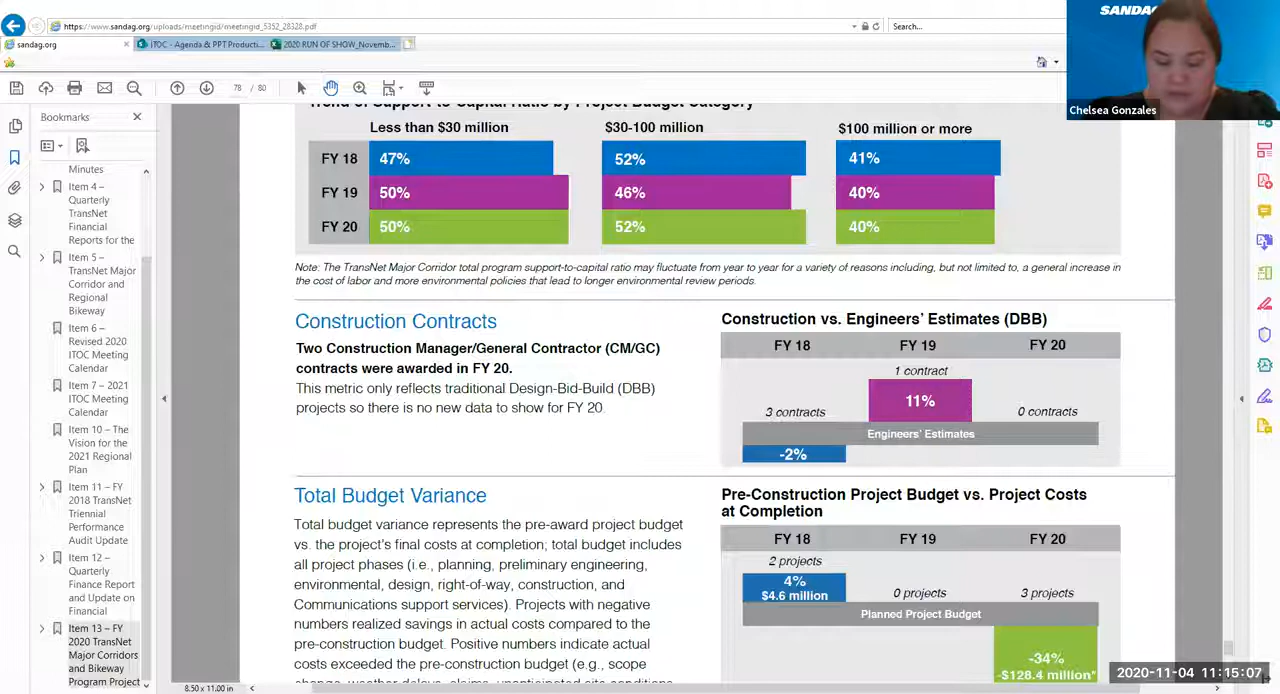 https://www.sandag.org/uploads/meetingid/meetingid_5352_28328.pdf
Search...
SANDAG
sandag.org
ITOC - Agenda & PPT Producti...
2020 RUN OF SHOW_Novemb...
Chelsea Gonzales
78 / 80
Bookmarks
Minutes
Item 4 –
Quarterly
TransNet
Financial
Reports for the
Item 5 –
TransNet Major
Corridor and
Regional
Bikeway
Item 6 –
Revised 2020
ITOC Meeting
Calendar
Item 7 – 2021
ITOC Meeting
Calendar
Item 10 – The
Vision for the
2021 Regional
Plan
Item 11 – FY
2018 TransNet
Triennial
Performance
Audit Update
Item 12 –
Quarterly
Finance Report
and Update on
Financial
Item 13 – FY
2020 TransNet
Major Corridors
and Bikeway
Program Project
8.50 x 11.00 in
Trend of Support-to-Capital Ratio by Project Budget Category
Less than $30 million $30-100 million $100 million or more
FY 18 47% 52% 41%
FY 19 50% 46% 40%
FY 20 50% 52% 40%
Note: The TransNet Major Corridor total program support-to-capital ratio may fluctuate from year to year for a variety of reasons including, but not limited to, a general increase in
the cost of labor and more environmental policies that lead to longer environmental review periods.
Construction Contracts
Two Construction Manager/General Contractor (CM/GC)
contracts were awarded in FY 20.
This metric only reflects traditional Design-Bid-Build (DBB)
projects so there is no new data to show for FY 20.
Construction vs. Engineers' Estimates (DBB)
FY 18 FY 19 FY 20
1 contract
11%
3 contracts 0 contracts
Engineers' Estimates
-2%
Total Budget Variance
Total budget variance represents the pre-award project budget
vs. the project's final costs at completion; total budget includes
all project phases (i.e., planning, preliminary engineering,
environmental, design, right-of-way, construction, and
Communications support services). Projects with negative
numbers realized savings in actual costs compared to the
pre-construction budget. Positive numbers indicate actual
costs exceeded the pre-construction budget (e.g., scope
change, weather delays, claims, unanticipated site conditions
Pre-Construction Project Budget vs. Project Costs
at Completion
FY 18 FY 19 FY 20
2 projects
4%
$4.6 million
0 projects 3 projects
Planned Project Budget
-34%
-$128.4 million*
2020-11-04 11:15:07